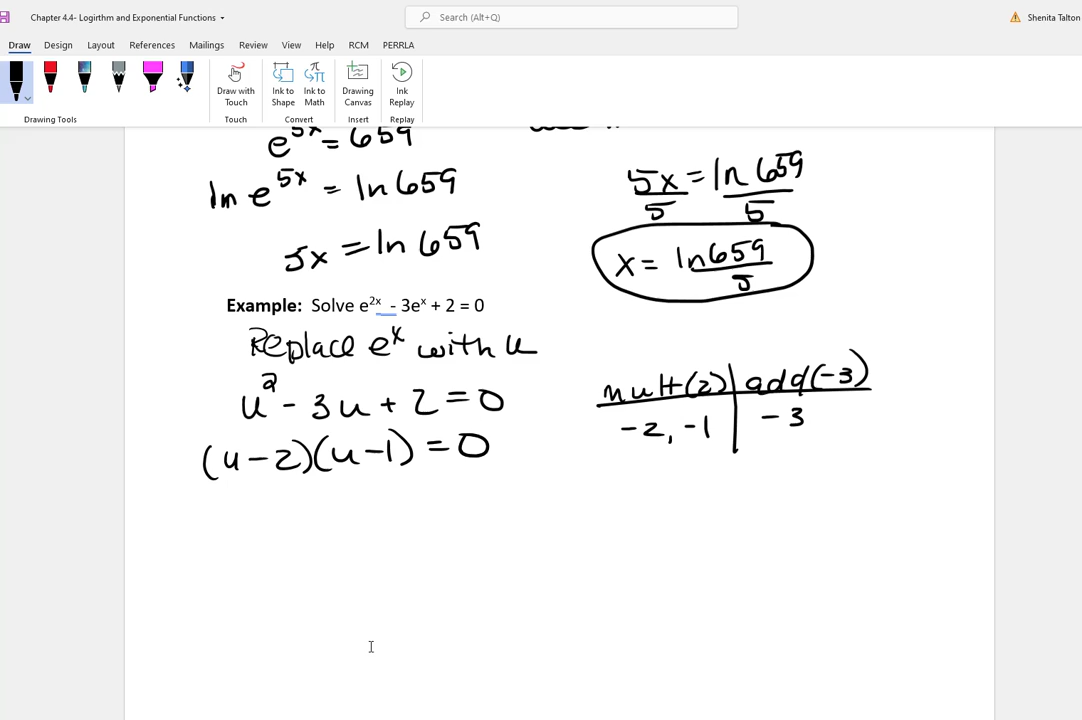 Chapter 4.4- Logirthm and Exponential Functions
Search (Alt+Q)
Shenita Talton
Draw Design Layout References Mailings Review View Help RCM PERRLA
Draw with Touch
Ink to Shape
Ink to Math
Drawing Canvas
Ink Replay
Drawing Tools Touch Convert Insert Replay
e^5x = 659
ln e^5x = ln 659
5x = ln 659
5x/5 = ln 659/5
x = ln 659/5
Example: Solve e^2x - 3e^x + 2 = 0
Replace e^x with u
u^2 - 3u + 2 = 0
(u - 2)(u - 1) = 0
mult(2) | add(-3)
-2, -1 | -3